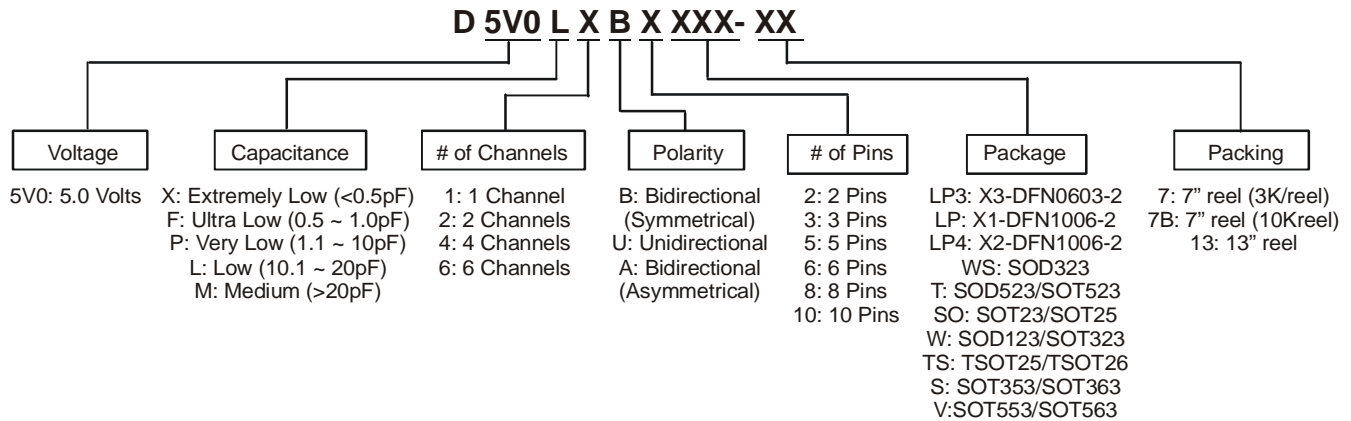 D 5V0 L X B X XXX- XX
Voltage
5V0: 5.0 Volts
Capacitance
X: Extremely Low (<0.5pF)
F: Ultra Low (0.5 ~ 1.0pF)
P: Very Low (1.1 ~ 10pF)
L: Low (10.1 ~ 20pF)
M: Medium (>20pF)
# of Channels
1: 1 Channel
2: 2 Channels
4: 4 Channels
6: 6 Channels
Polarity
B: Bidirectional
(Symmetrical)
U: Unidirectional
A: Bidirectional
(Asymmetrical)
# of Pins
2: 2 Pins
3: 3 Pins
5: 5 Pins
6: 6 Pins
8: 8 Pins
10: 10 Pins
Package
LP3: X3-DFN0603-2
LP: X1-DFN1006-2
LP4: X2-DFN1006-2
WS: SOD323
T: SOD523/SOT523
SO: SOT23/SOT25
W: SOD123/SOT323
TS: TSOT25/TSOT26
S: SOT353/SOT363
V:SOT553/SOT563
Packing
7: 7” reel (3K/reel)
7B: 7” reel (10Kreel)
13: 13” reel